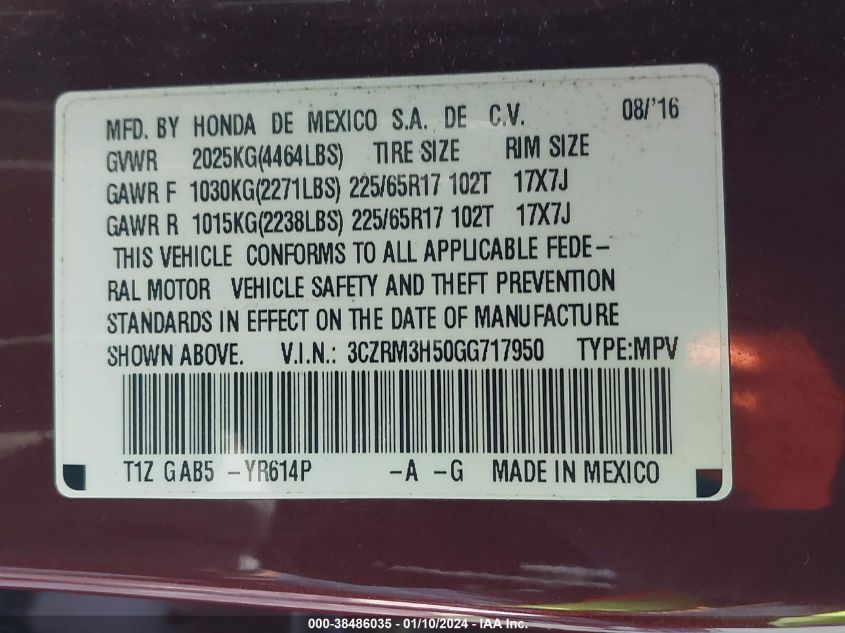 MFD. BY HONDA DE MEXICO S.A. DE C.V. 08/'16
GVWR 2025KG(4464LBS) TIRE SIZE RIM SIZE
GAWR F 1030KG(2271LBS) 225/65R17 102T 17X7J
GAWR R 1015KG(2238LBS) 225/65R17 102T 17X7J
THIS VEHICLE CONFORMS TO ALL APPLICABLE FEDE-
RAL MOTOR VEHICLE SAFETY AND THEFT PREVENTION
STANDARDS IN EFFECT ON THE DATE OF MANUFACTURE
SHOWN ABOVE. V.I.N.: 3CZRM3H50GG717950 TYPE:MPV
T1Z GAB5 -YR614P -A -G MADE IN MEXICO
000-38486035 - 01/10/2024 - IAA Inc.